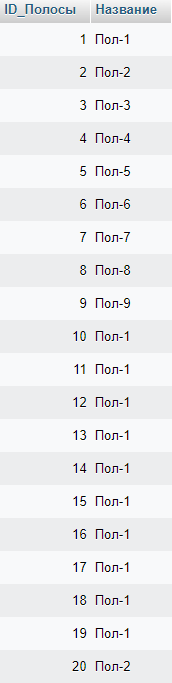 ID_Полосы Название
1 Пол-1
2 Пол-2
3 Пол-3
4 Пол-4
5 Пол-5
6 Пол-6
7 Пол-7
8 Пол-8
9 Пол-9
10 Пол-1
11 Пол-1
12 Пол-1
13 Пол-1
14 Пол-1
15 Пол-1
16 Пол-1
17 Пол-1
18 Пол-1
19 Пол-1
20 Пол-2